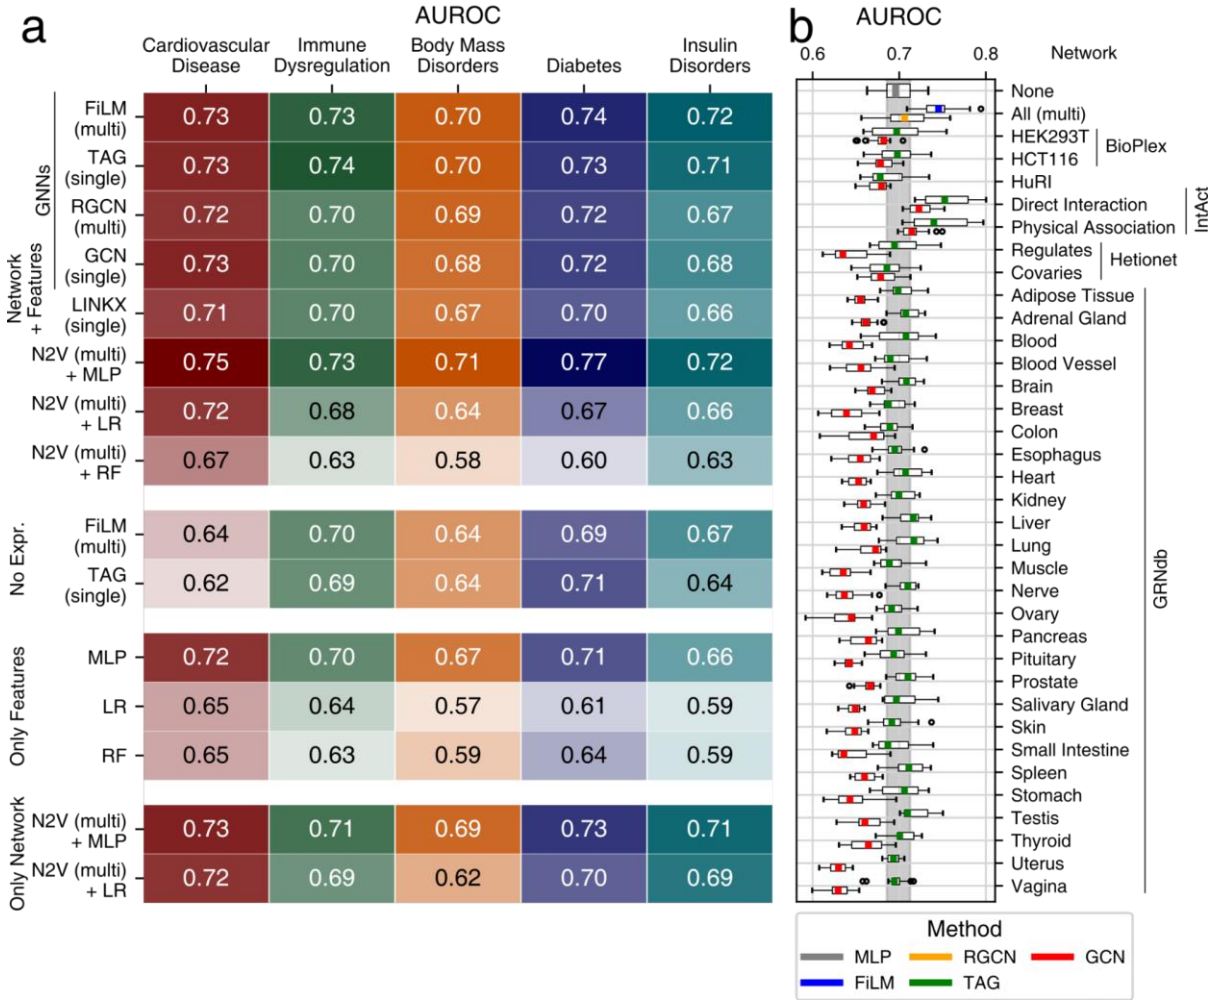 a
AUROC
Cardiovascular
Disease
Immune
Dysregulation
Body Mass
Disorders
Diabetes
Insulin
Disorders
Network
+ Features
GNNs
FiLM
(multi)
0.73 0.73 0.70 0.74 0.72
TAG
(single)
0.73 0.74 0.70 0.73 0.71
RGCN
(multi)
0.72 0.70 0.69 0.72 0.67
GCN
(single)
0.73 0.70 0.68 0.72 0.68
LINKX
(single)
0.71 0.70 0.67 0.70 0.66
N2V (multi)
+ MLP
0.75 0.73 0.71 0.77 0.72
N2V (multi)
+ LR
0.72 0.68 0.64 0.67 0.66
N2V (multi)
+ RF
0.67 0.63 0.58 0.60 0.63
No Expr.
FiLM
(multi)
0.64 0.70 0.64 0.69 0.67
TAG
(single)
0.62 0.69 0.64 0.71 0.64
Only Features
MLP 0.72 0.70 0.67 0.71 0.66
LR 0.65 0.64 0.57 0.61 0.59
RF 0.65 0.63 0.59 0.64 0.59
Only Network
N2V (multi)
+ MLP
0.73 0.71 0.69 0.73 0.71
N2V (multi)
+ LR
0.72 0.69 0.62 0.70 0.69
b
AUROC
0.6 0.7 0.8
Network
None
All (multi)
HEK293T
HCT116
BioPlex
HuRI
Direct Interaction
Physical Association
IntAct
Regulates
Covaries
Hetionet
Adipose Tissue
Adrenal Gland
Blood
Blood Vessel
Brain
Breast
Colon
Esophagus
Heart
Kidney
Liver
Lung
Muscle
Nerve
Ovary
Pancreas
Pituitary
Prostate
Salivary Gland
Skin
Small Intestine
Spleen
Stomach
Testis
Thyroid
Uterus
Vagina
GRNdb
Method
MLP RGCN GCN
FiLM TAG